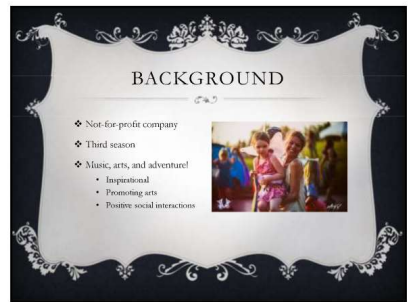 BACKGROUND
❖ Not-for-profit company
❖ Third season
❖ Music, arts, and adventure!
• Inspirational
• Promoting arts
• Positive social interactions